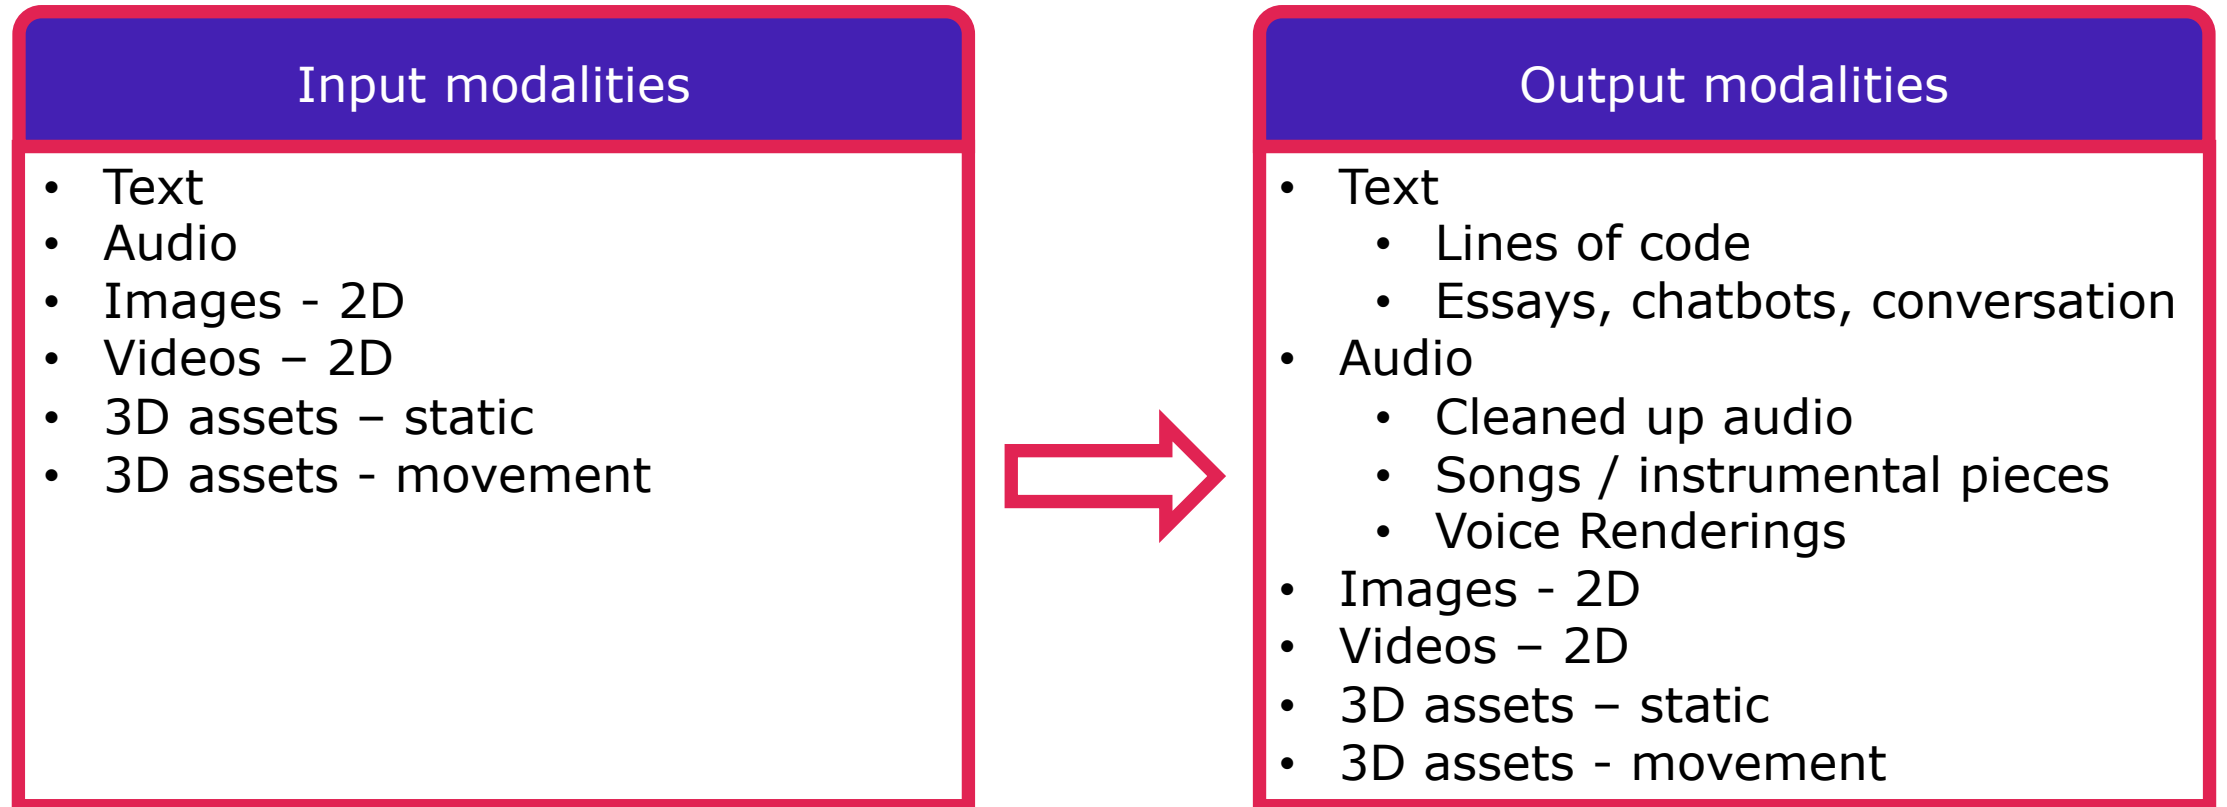 Input modalities
• Text
• Audio
• Images - 2D
• Videos – 2D
• 3D assets – static
• 3D assets - movement
Output modalities
• Text
• Lines of code
• Essays, chatbots, conversation
• Audio
• Cleaned up audio
• Songs / instrumental pieces
• Voice Renderings
• Images - 2D
• Videos – 2D
• 3D assets – static
• 3D assets - movement